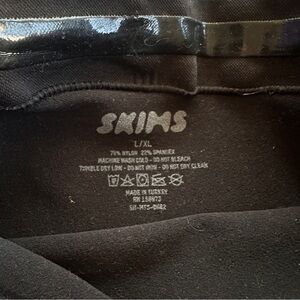 SKIMS
L/XL
78% NYLON 22% SPANDEX
MACHINE WASH COLD - DO NOT BLEACH
TUMBLE DRY LOW - DO NOT IRON - DO NOT DRY CLEAN
MADE IN TURKEY
RN 158973